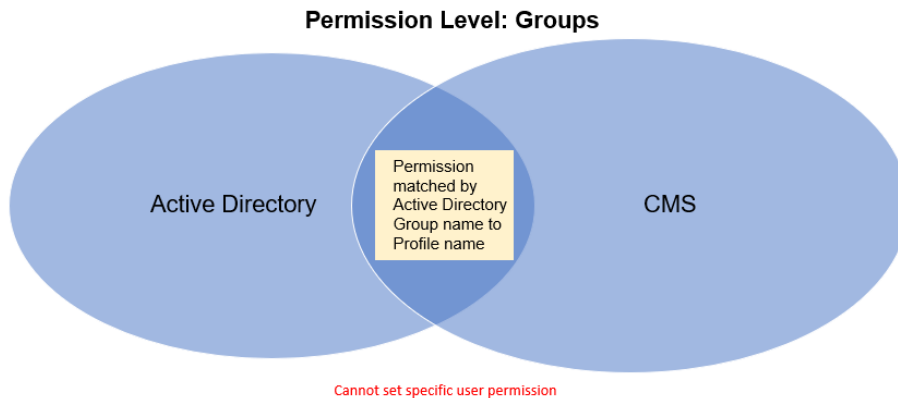 Permission Level: Groups
Active Directory
Permission
matched by
Active Directory
Group name to
Profile name
CMS
Cannot set specific user permission